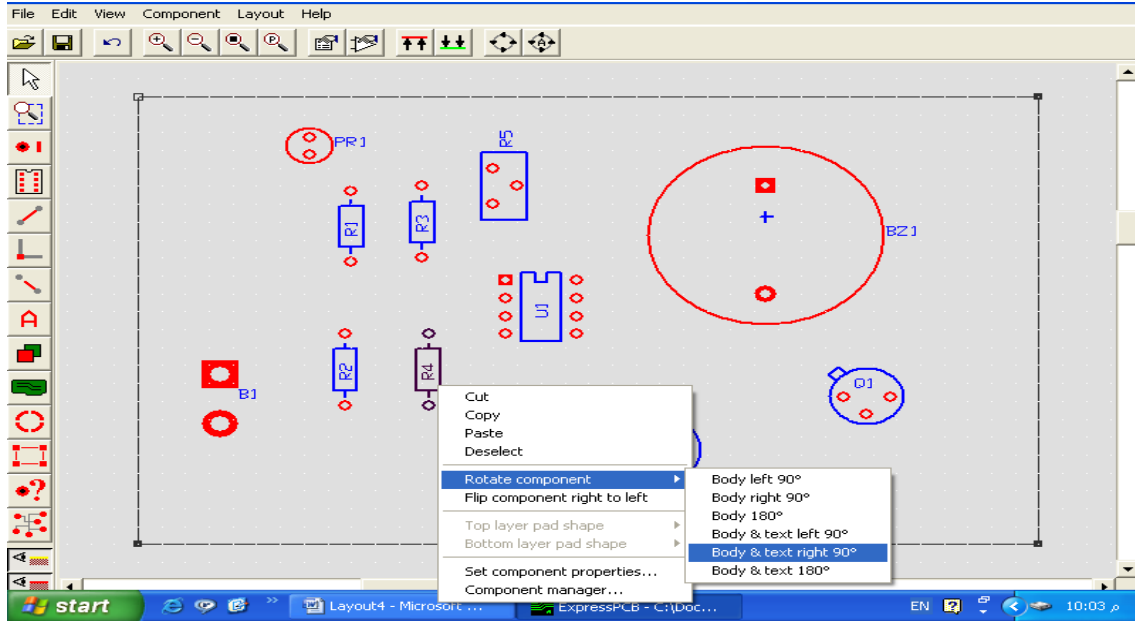 File Edit View Component Layout Help
PR1
R5
R1
R3
BZ1
U1
R2
R4
B1
Q1
Cut
Copy
Paste
Deselect
Rotate component
Flip component right to left
Top layer pad shape
Bottom layer pad shape
Set component properties...
Component manager...
Body left 90°
Body right 90°
Body 180°
Body & text left 90°
Body & text right 90°
Body & text 180°
start
Layout4 - Microsoft ...
ExpressPCB - C:\Doc...
EN
10:03 م